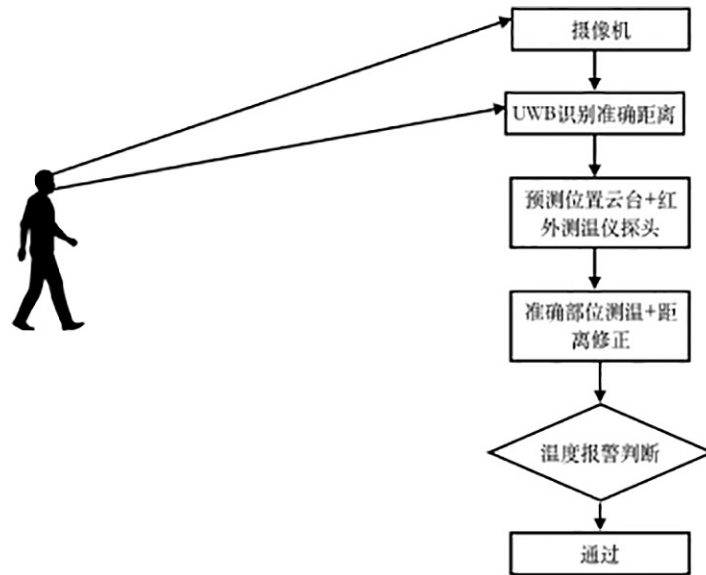 摄像机
UWB识别准确距离
预测位置云台+红
外测温仪探头
准确部位测温+距
离修正
温度报警判断
通过